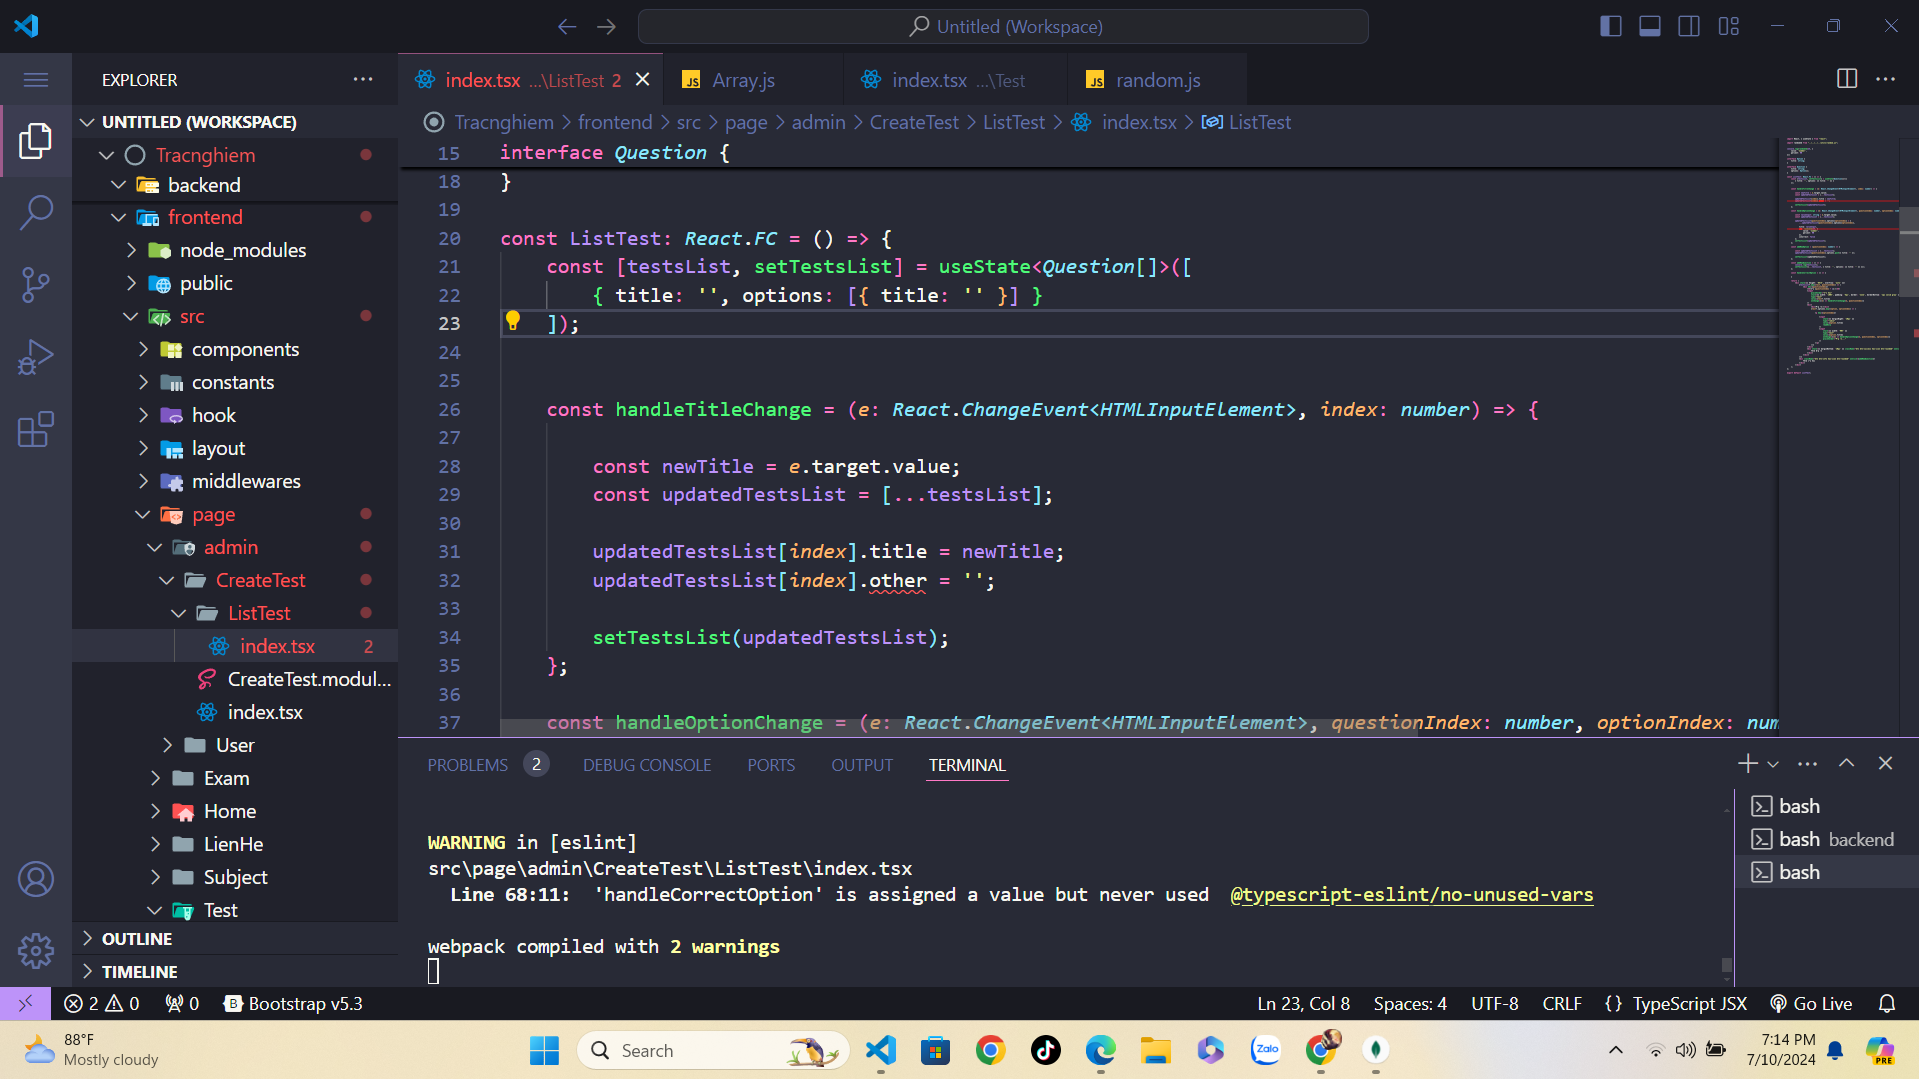 Untitled (Workspace)
EXPLORER
index.tsx ...\ListTest 2
JS Array.js
index.tsx ...\Test
JS random.js
UNTITLED (WORKSPACE)
Tracnghiem > frontend > src > page > admin > CreateTest > ListTest > index.tsx > ListTest
Tracnghiem
backend
frontend
node_modules
public
src
components
constants
hook
layout
middlewares
page
admin
CreateTest
ListTest
index.tsx 2
CreateTest.modul...
index.tsx
User
Exam
Home
LienHe
Subject
Test
OUTLINE
TIMELINE
15 interface Question {
18 }
19
20 const ListTest: React.FC = () => {
21 const [testsList, setTestsList] = useState<Question[]>([
22 { title: '', options: [{ title: '' }] }
23 ]);
24
25
26 const handleTitleChange = (e: React.ChangeEvent<HTMLInputElement>, index: number) => {
27
28 const newTitle = e.target.value;
29 const updatedTestsList = [...testsList];
30
31 updatedTestsList[index].title = newTitle;
32 updatedTestsList[index].other = '';
33
34 setTestsList(updatedTestsList);
35 };
36
37 const handleOptionChange = (e: React.ChangeEvent<HTMLInputElement>, questionIndex: number, optionIndex: num
PROBLEMS 2 DEBUG CONSOLE PORTS OUTPUT TERMINAL
WARNING in [eslint]
src\page\admin\CreateTest\ListTest\index.tsx
Line 68:11: 'handleCorrectOption' is assigned a value but never used @typescript-eslint/no-unused-vars
webpack compiled with 2 warnings
bash
bash backend
bash
2 0 0 B Bootstrap v5.3
Ln 23, Col 8 Spaces: 4 UTF-8 CRLF {} TypeScript JSX Go Live
88°F
Mostly cloudy
Search
Zalo
7:14 PM
7/10/2024
PRE